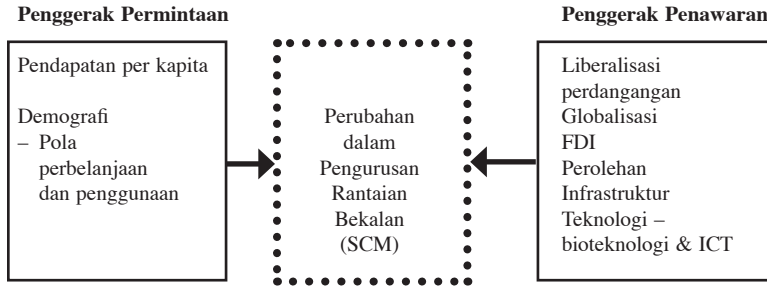 Penggerak Permintaan
Pendapatan per kapita
Demografi
– Pola
perbelanjaan
dan penggunaan
Perubahan
dalam
Pengurusan
Rantaian
Bekalan
(SCM)
Penggerak Penawaran
Liberalisasi
perdangangan
Globalisasi
FDI
Perolehan
Infrastruktur
Teknologi –
bioteknologi & ICT